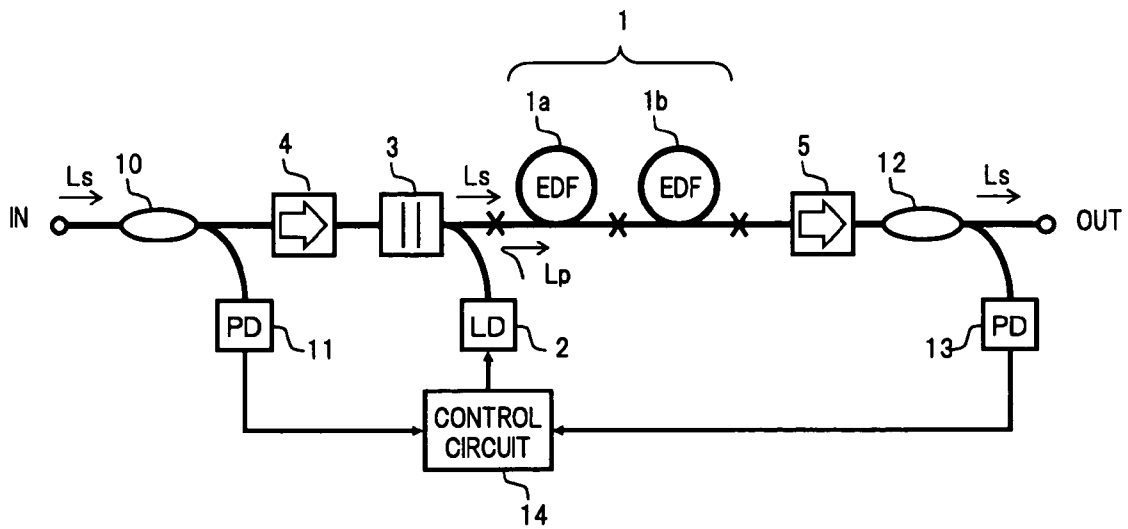 1
1a
1b
4
3
5
12
10
Ls
Ls
Ls
EDF
EDF
IN
OUT
Lp
PD
11
LD
2
13
PD
CONTROL
CIRCUIT
14